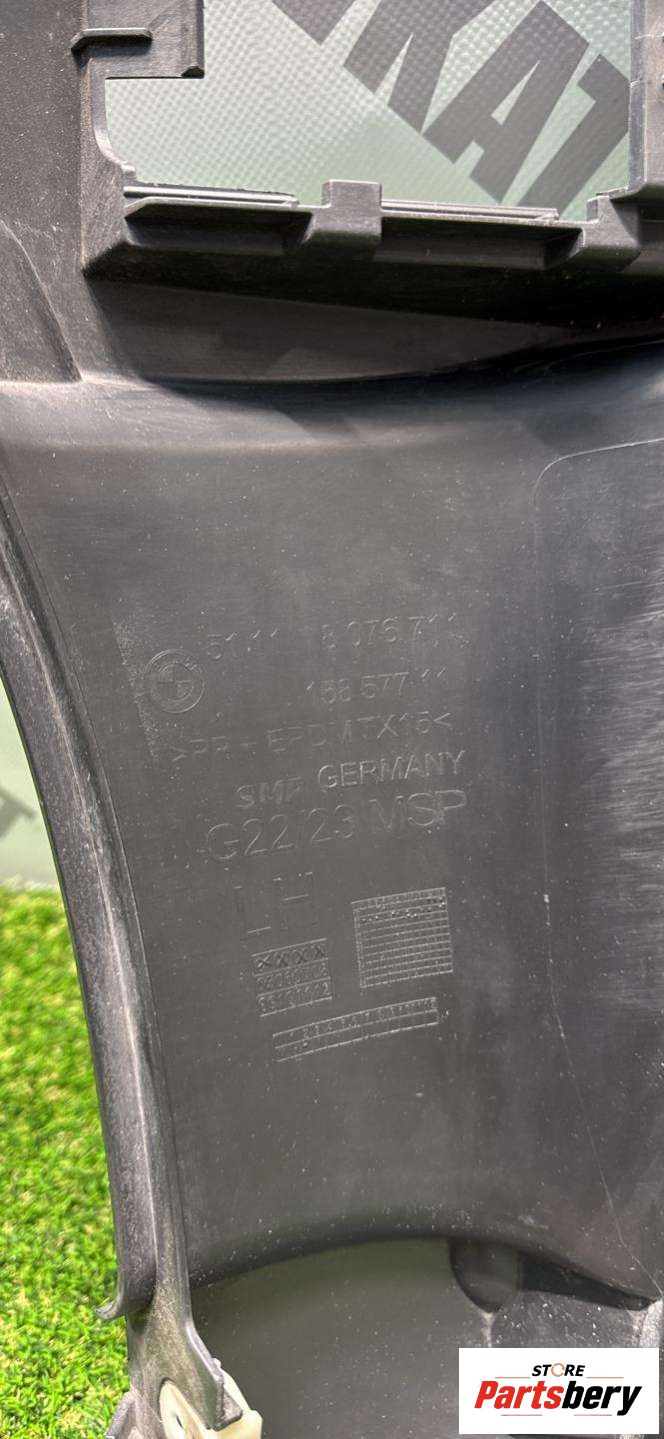 KAT
51.11 8 076 711
158 577 11
>PP + EPDM TX15<
SMP GERMANY
G22/23 MSP
LH
STORE
Partsbery